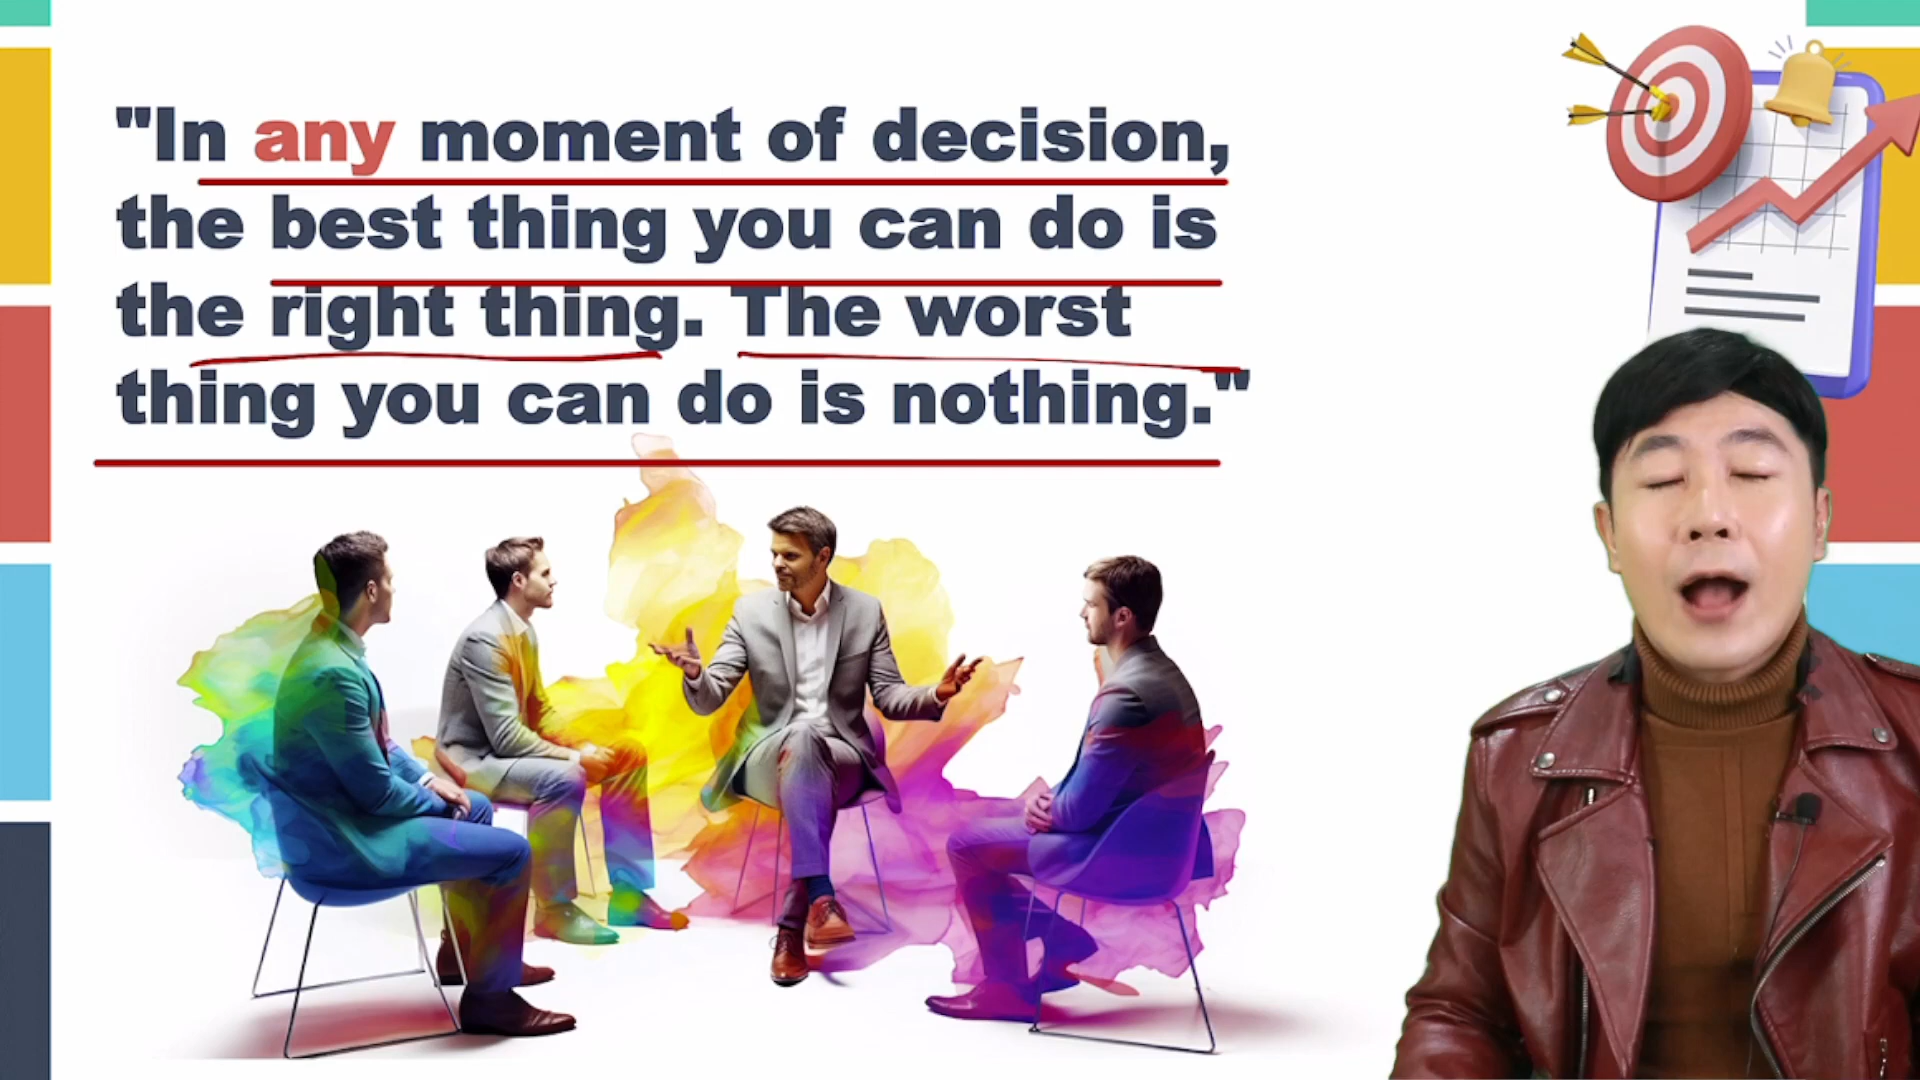 "In any moment of decision,
the best thing you can do is
the right thing. The worst
thing you can do is nothing."